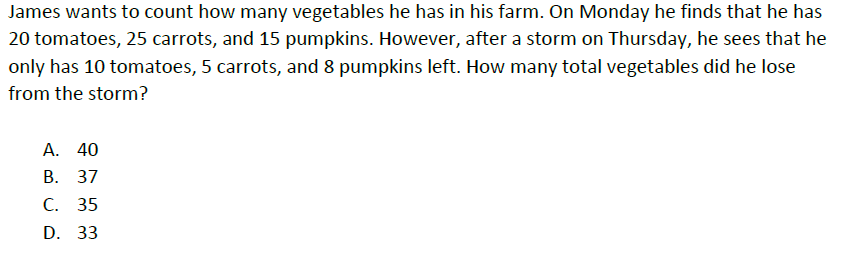 James wants to count how many vegetables he has in his farm. On Monday he finds that he has
20 tomatoes, 25 carrots, and 15 pumpkins. However, after a storm on Thursday, he sees that he
only has 10 tomatoes, 5 carrots, and 8 pumpkins left. How many total vegetables did he lose
from the storm?
A. 40
B. 37
C. 35
D. 33